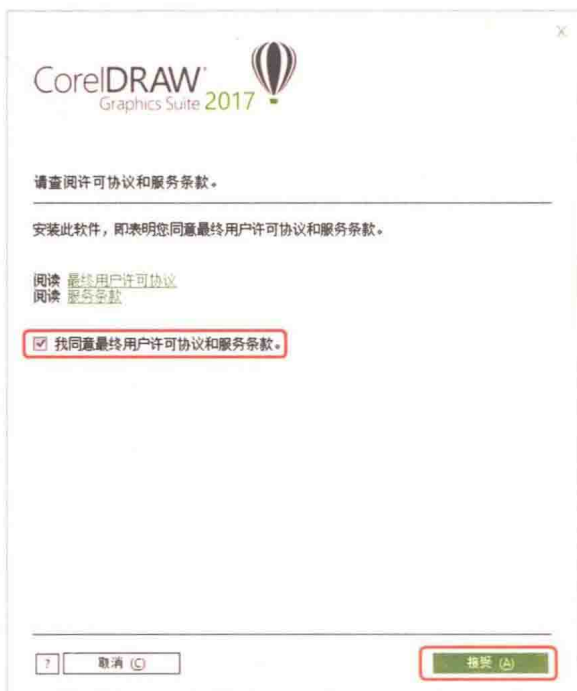 CorelDRAW
Graphics Suite 2017
请查阅许可协议和服务条款。
安装此软件，即表明您同意最终用户许可协议和服务条款。
阅读 最终用户许可协议
阅读 服务条款
我同意最终用户许可协议和服务条款。
? 取消 (C) 接受 (A)